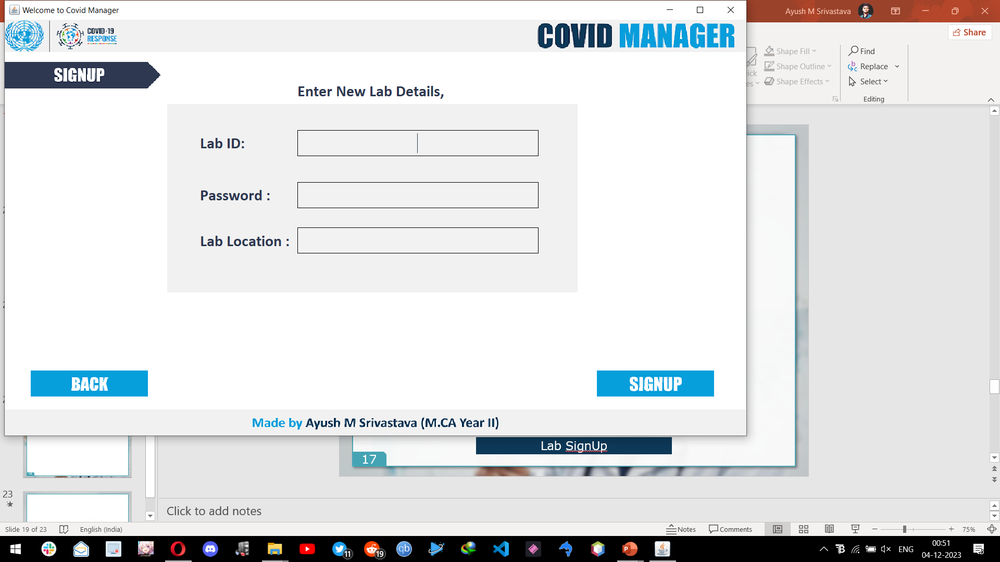 Welcome to Covid Manager
Ayush M Srivastava
COVID-19
RESPONSE
COVID MANAGER
Share
SIGNUP
Enter New Lab Details,
Lab ID:
Password :
Lab Location :
BACK
SIGNUP
Made by Ayush M Srivastava (M.CA Year II)
Shape Fill
Shape Outline
Shape Effects
Find
Replace
Select
Editing
Lab SignUp
17
23
Click to add notes
Slide 19 of 23
English (India)
Notes
Comments
75%
11
19
qb
ENG
00:51
04-12-2023